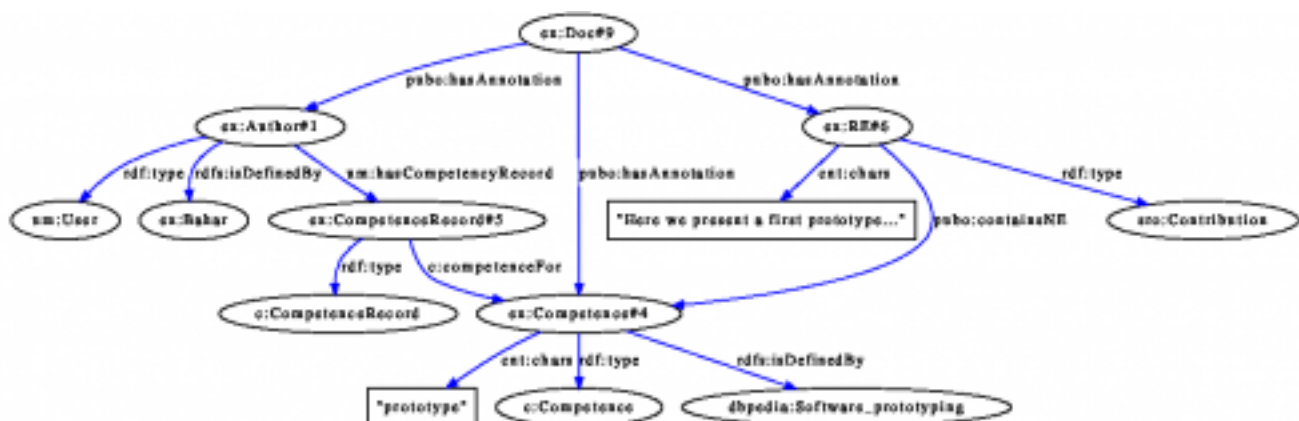 ex:Doc#9
pubo:hasAnnotation
pubo:hasAnnotation
ex:Author#1
ex:RE#6
rdf:type
rdfs:isDefinedBy
um:hasCompetencyRecord
pubo:hasAnnotation
cnt:chars
rdf:type
um:User
ex:Bahar
ex:CompetenceRecord#5
"Here we present a first prototype..."
pubo:containsNE
sro:Contribution
rdf:type
c:competenceFor
c:CompetenceRecord
ex:Competence#4
cnt:chars
rdf:type
rdfs:isDefinedBy
"prototype"
c:Competence
dbpedia:Software_prototyping